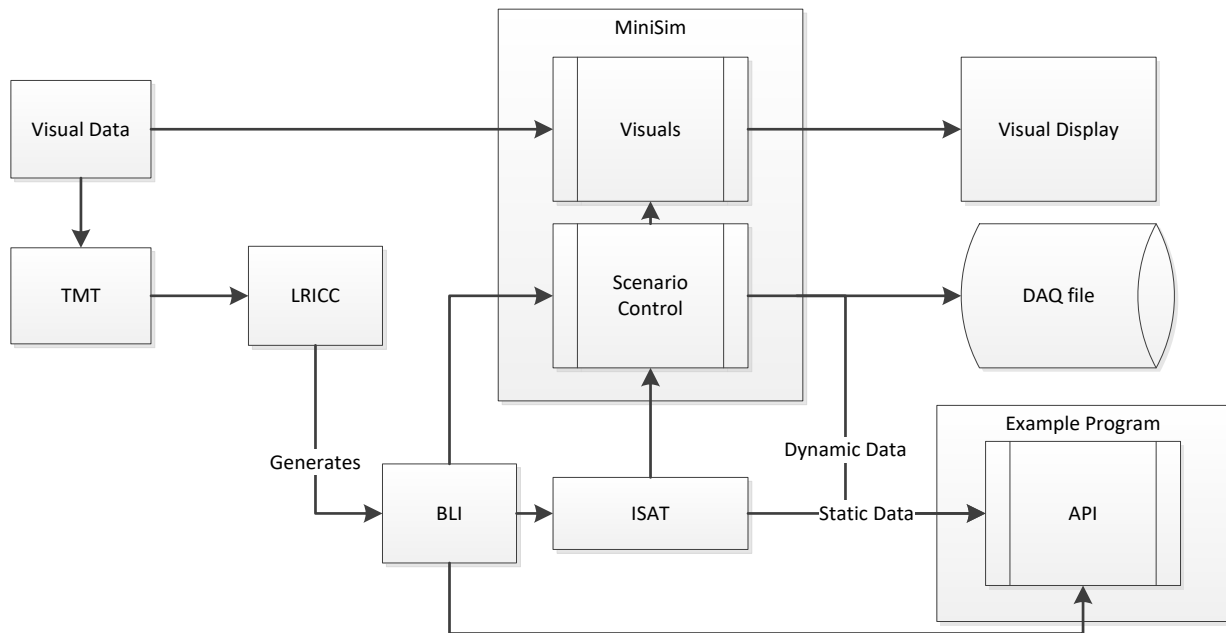 MiniSim
Visual Data
Visuals
Visual Display
TMT
LRICC
Scenario
Control
DAQ file
Example Program
Generates
Dynamic Data
BLI
ISAT
Static Data
API